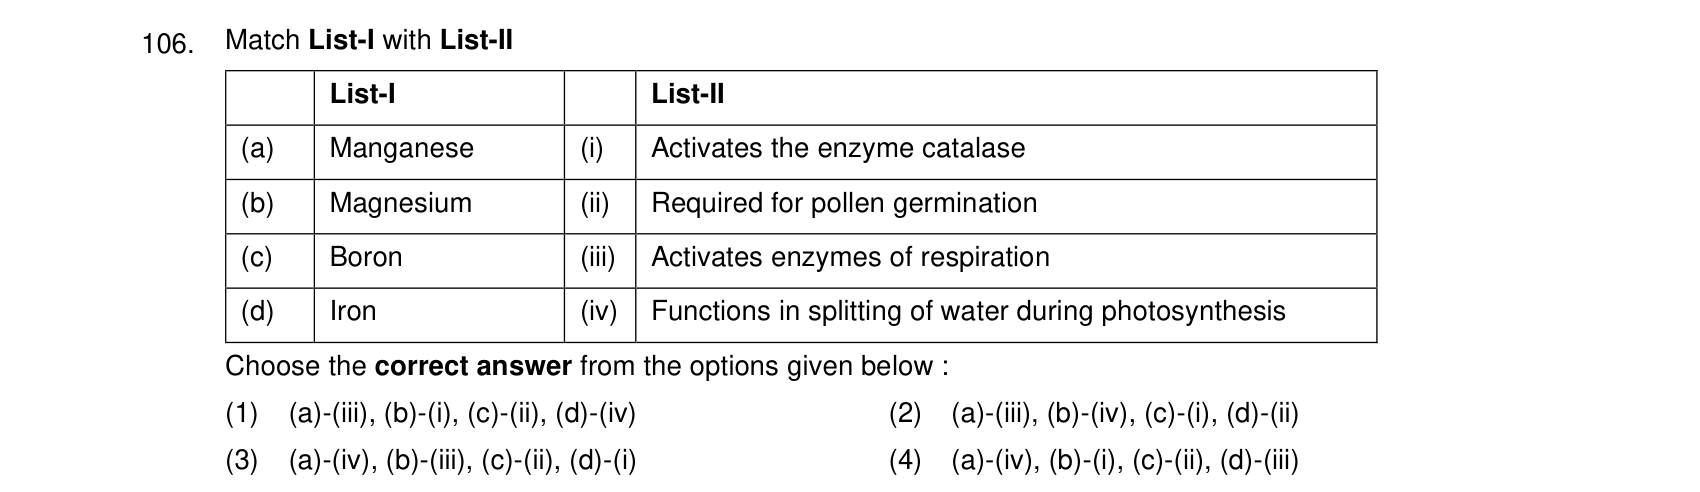 106. Match List-I with List-II
List-I List-II
(a) Manganese (i) Activates the enzyme catalase
(b) Magnesium (ii) Required for pollen germination
(c) Boron (iii) Activates enzymes of respiration
(d) Iron (iv) Functions in splitting of water during photosynthesis
Choose the correct answer from the options given below :
(1) (a)-(iii), (b)-(i), (c)-(ii), (d)-(iv) (2) (a)-(iii), (b)-(iv), (c)-(i), (d)-(ii)
(3) (a)-(iv), (b)-(iii), (c)-(ii), (d)-(i) (4) (a)-(iv), (b)-(i), (c)-(ii), (d)-(iii)